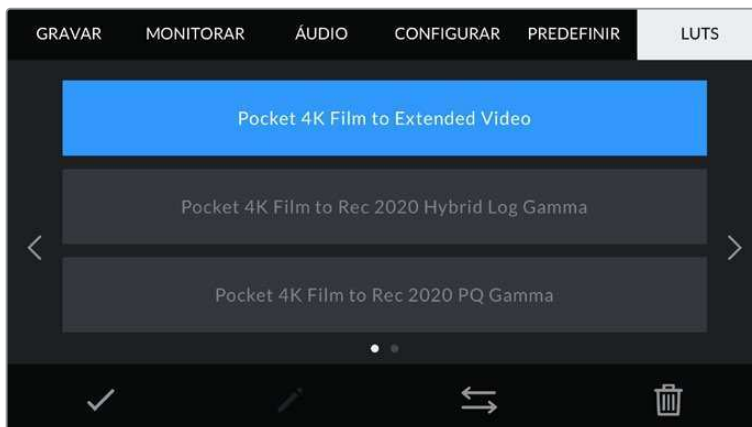 GRAVAR MONITORAR ÁUDIO CONFIGURAR PREDEFINIR LUTS
Pocket 4K Film to Extended Video
Pocket 4K Film to Rec 2020 Hybrid Log Gamma
Pocket 4K Film to Rec 2020 PQ Gamma